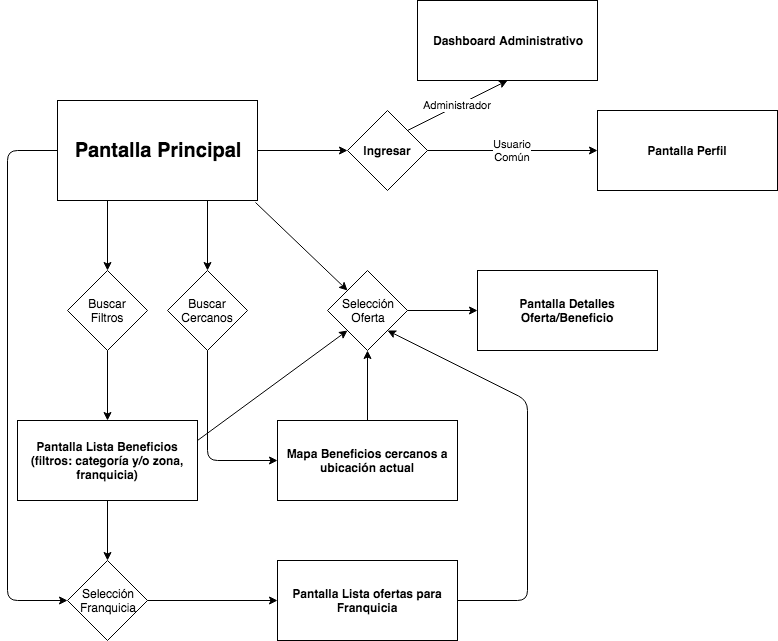 Dashboard Administrativo
Administrador
Pantalla Principal
Ingresar
Usuario
Común
Pantalla Perfil
Buscar
Filtros
Buscar
Cercanos
Selección
Oferta
Pantalla Detalles
Oferta/Beneficio
Pantalla Lista Beneficios
(filtros: categoría y/o zona,
franquicia)
Mapa Beneficios cercanos a
ubicación actual
Selección
Franquicia
Pantalla Lista ofertas para
Franquicia